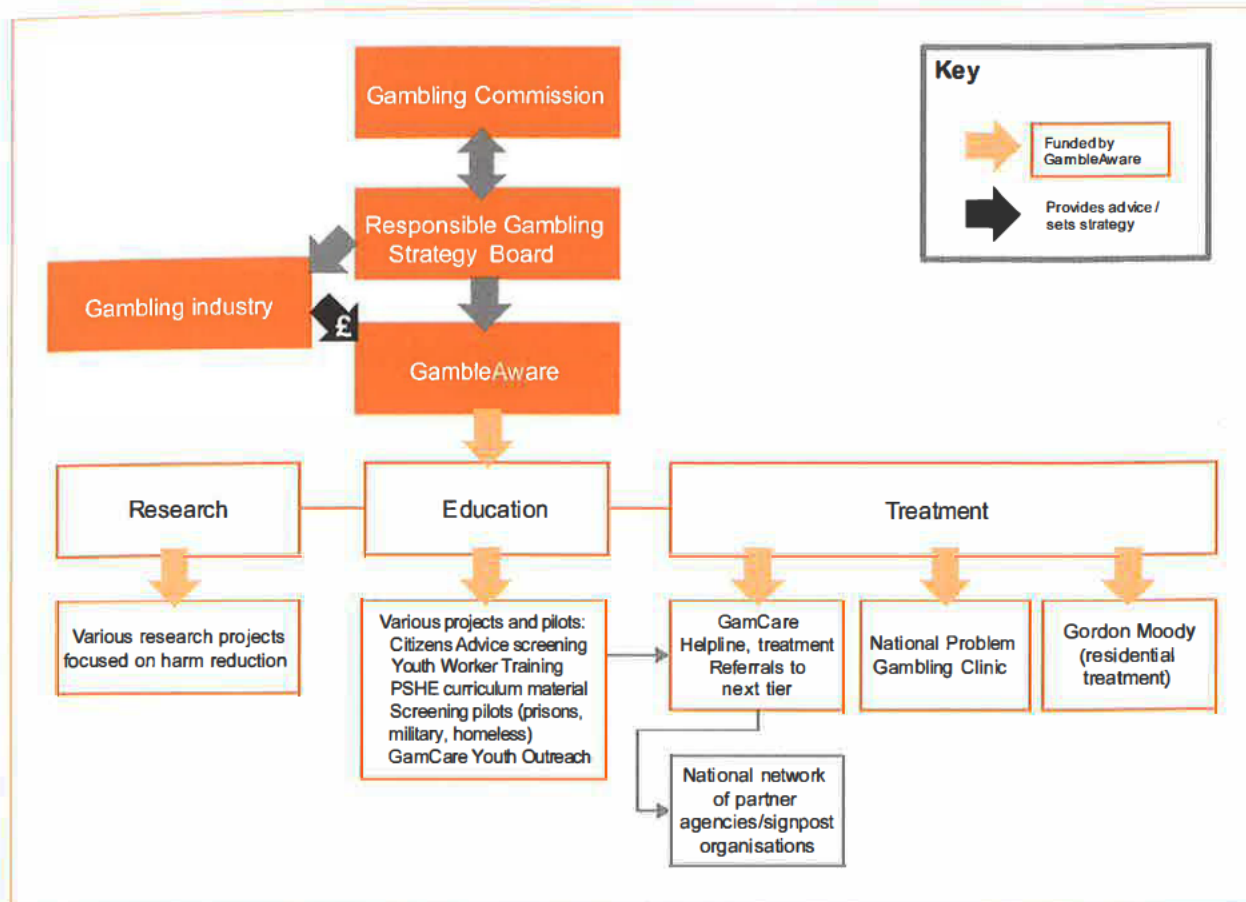 Gambling Commission
Key
Funded by
GambleAware
Provides advice /
sets strategy
Responsible Gambling
Strategy Board
Gambling industry
£
GambleAware
Research
Education
Treatment
Various research projects
focused on harm reduction
Various projects and pilots:
Citizens Advice screening
Youth Worker Training
PSHE curriculum material
Screening pilots (prisons,
military, homeless)
GamCare Youth Outreach
GamCare
Helpline, treatment
Referrals to
next tier
National Problem
Gambling Clinic
Gordon Moody
(residential
treatment)
National network
of partner
agencies/signpost
organisations